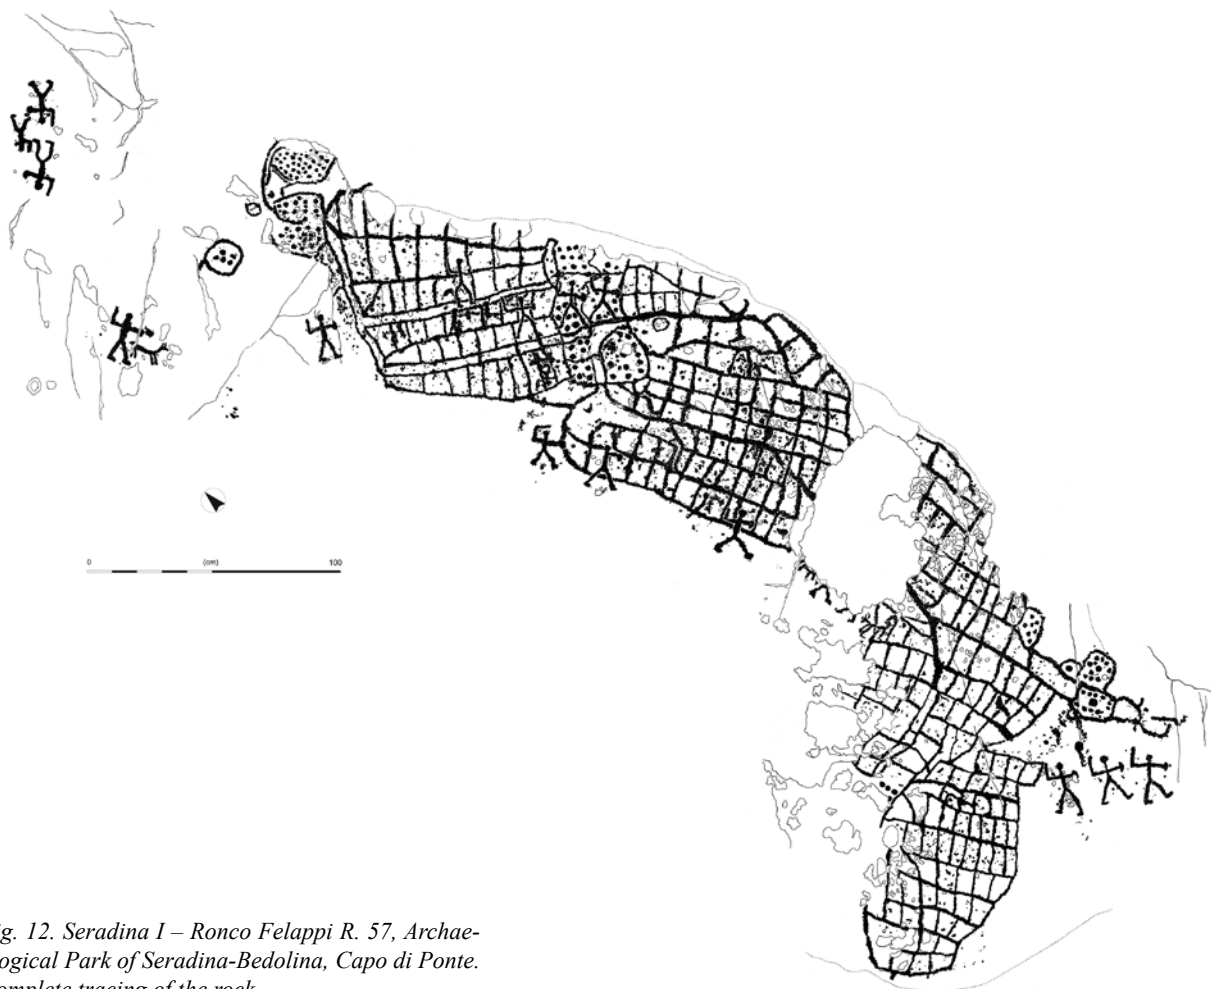 0 (cm) 100
ig. 12. Seradina I – Ronco Felappi R. 57, Archae-
logical Park of Seradina-Bedolina, Capo di Ponte.
omplete tracing of the rock